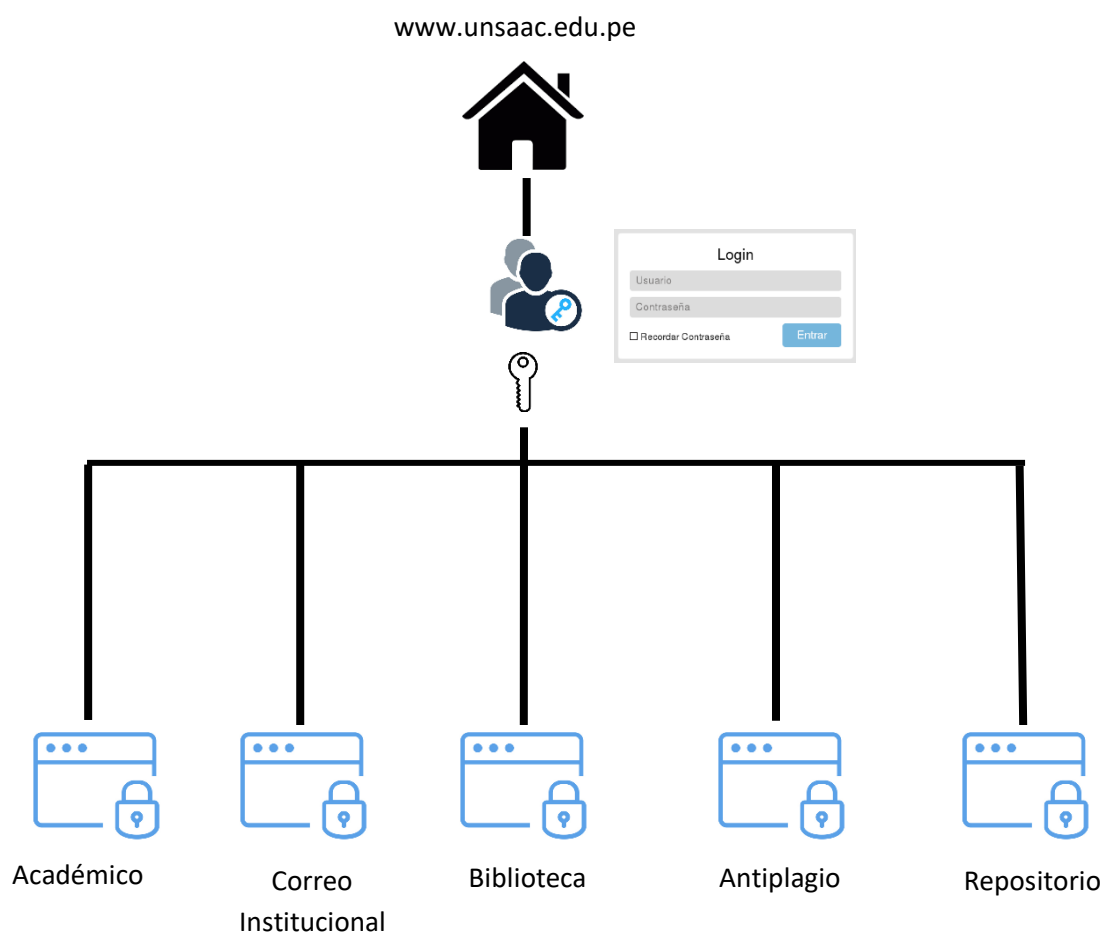 www.unsaac.edu.pe
Login
Usuario
Contraseña
Recordar Contraseña
Entrar
Académico
Correo
Institucional
Biblioteca
Antiplagio
Repositorio